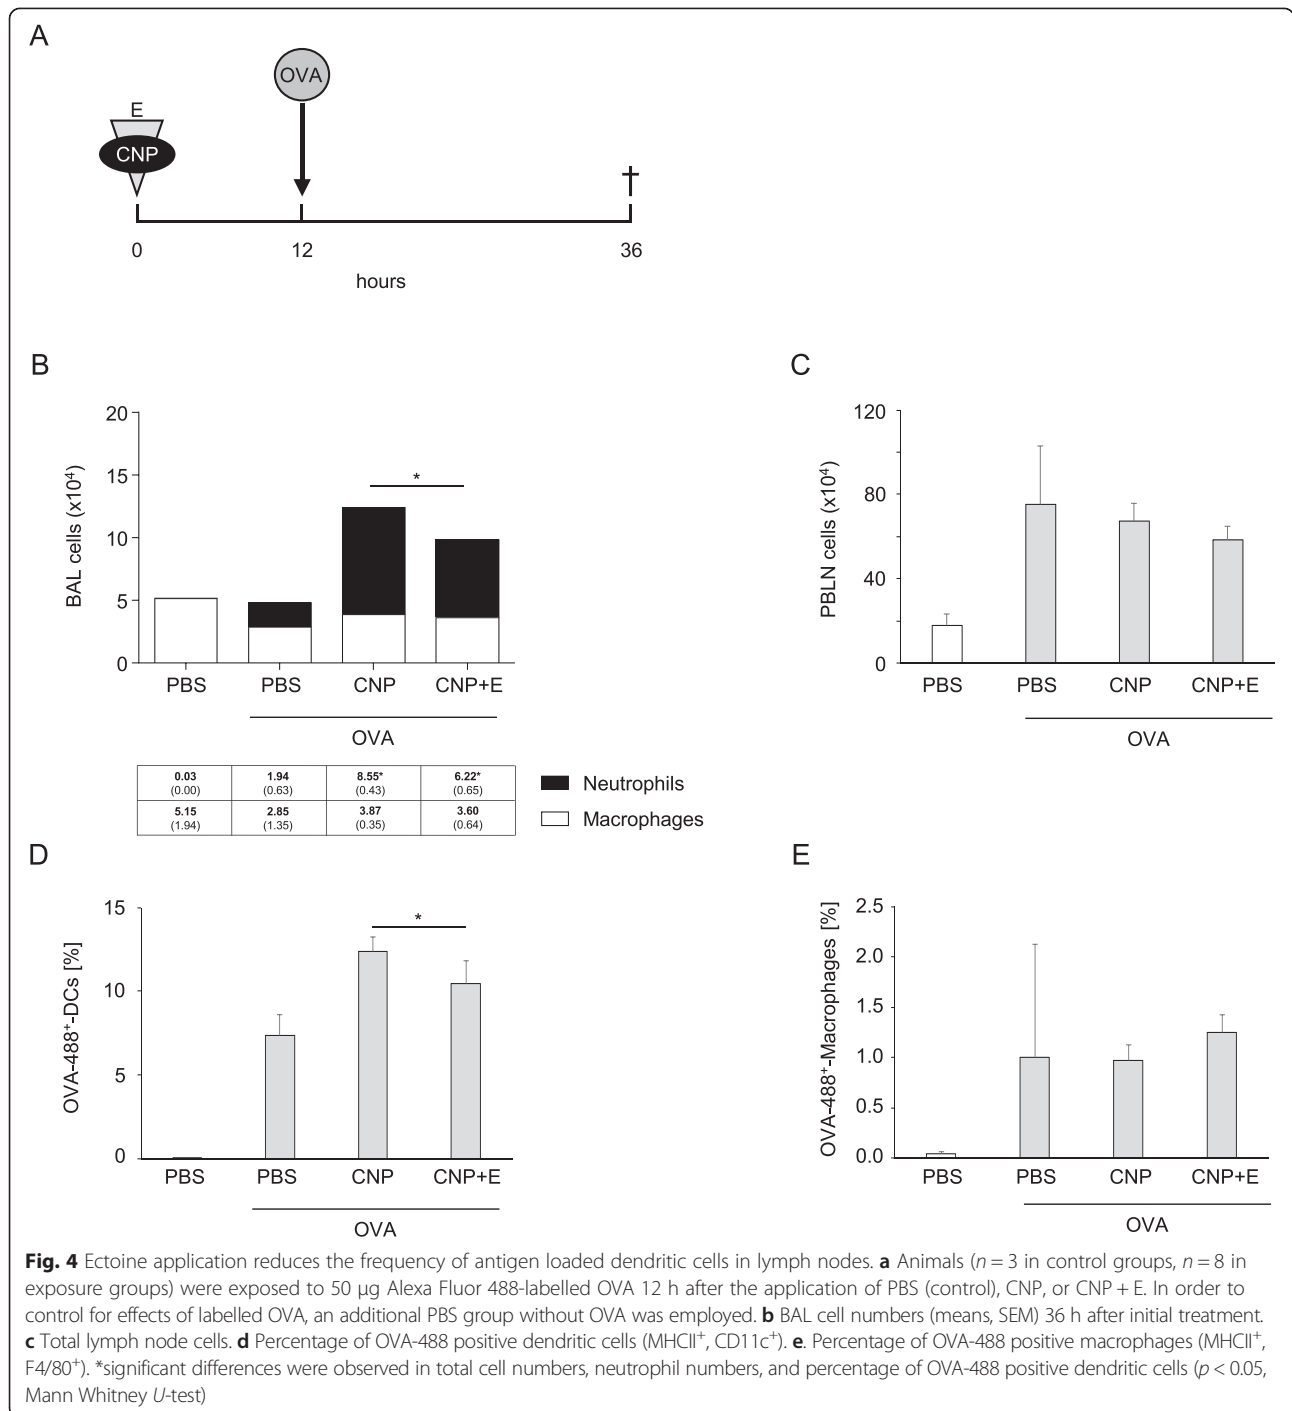 A
OVA
E
CNP
0 12 36
hours
B
BAL cells (x10⁴)
20
15
10
5
0
*
PBS PBS CNP CNP+E
OVA
0.03 1.94 8.55* 6.22*
(0.00) (0.63) (0.43) (0.65)
5.15 2.85 3.87 3.60
(1.94) (1.35) (0.35) (0.64)
Neutrophils
Macrophages
C
PBLN cells (x10⁴)
120
80
40
0
PBS PBS CNP CNP+E
OVA
D
OVA-488⁺-DCs [%]
15
10
5
0
*
PBS PBS CNP CNP+E
OVA
E
OVA-488⁺-Macrophages [%]
2.5
2.0
1.5
1.0
0.5
0.0
PBS PBS CNP CNP+E
OVA
Fig. 4 Ectoine application reduces the frequency of antigen loaded dendritic cells in lymph nodes. a Animals (n = 3 in control groups, n = 8 in
exposure groups) were exposed to 50 μg Alexa Fluor 488-labelled OVA 12 h after the application of PBS (control), CNP, or CNP + E. In order to
control for effects of labelled OVA, an additional PBS group without OVA was employed. b BAL cell numbers (means, SEM) 36 h after initial treatment.
c Total lymph node cells. d Percentage of OVA-488 positive dendritic cells (MHCII⁺, CD11c⁺). e. Percentage of OVA-488 positive macrophages (MHCII⁺,
F4/80⁺). *significant differences were observed in total cell numbers, neutrophil numbers, and percentage of OVA-488 positive dendritic cells (p < 0.05,
Mann Whitney U-test)